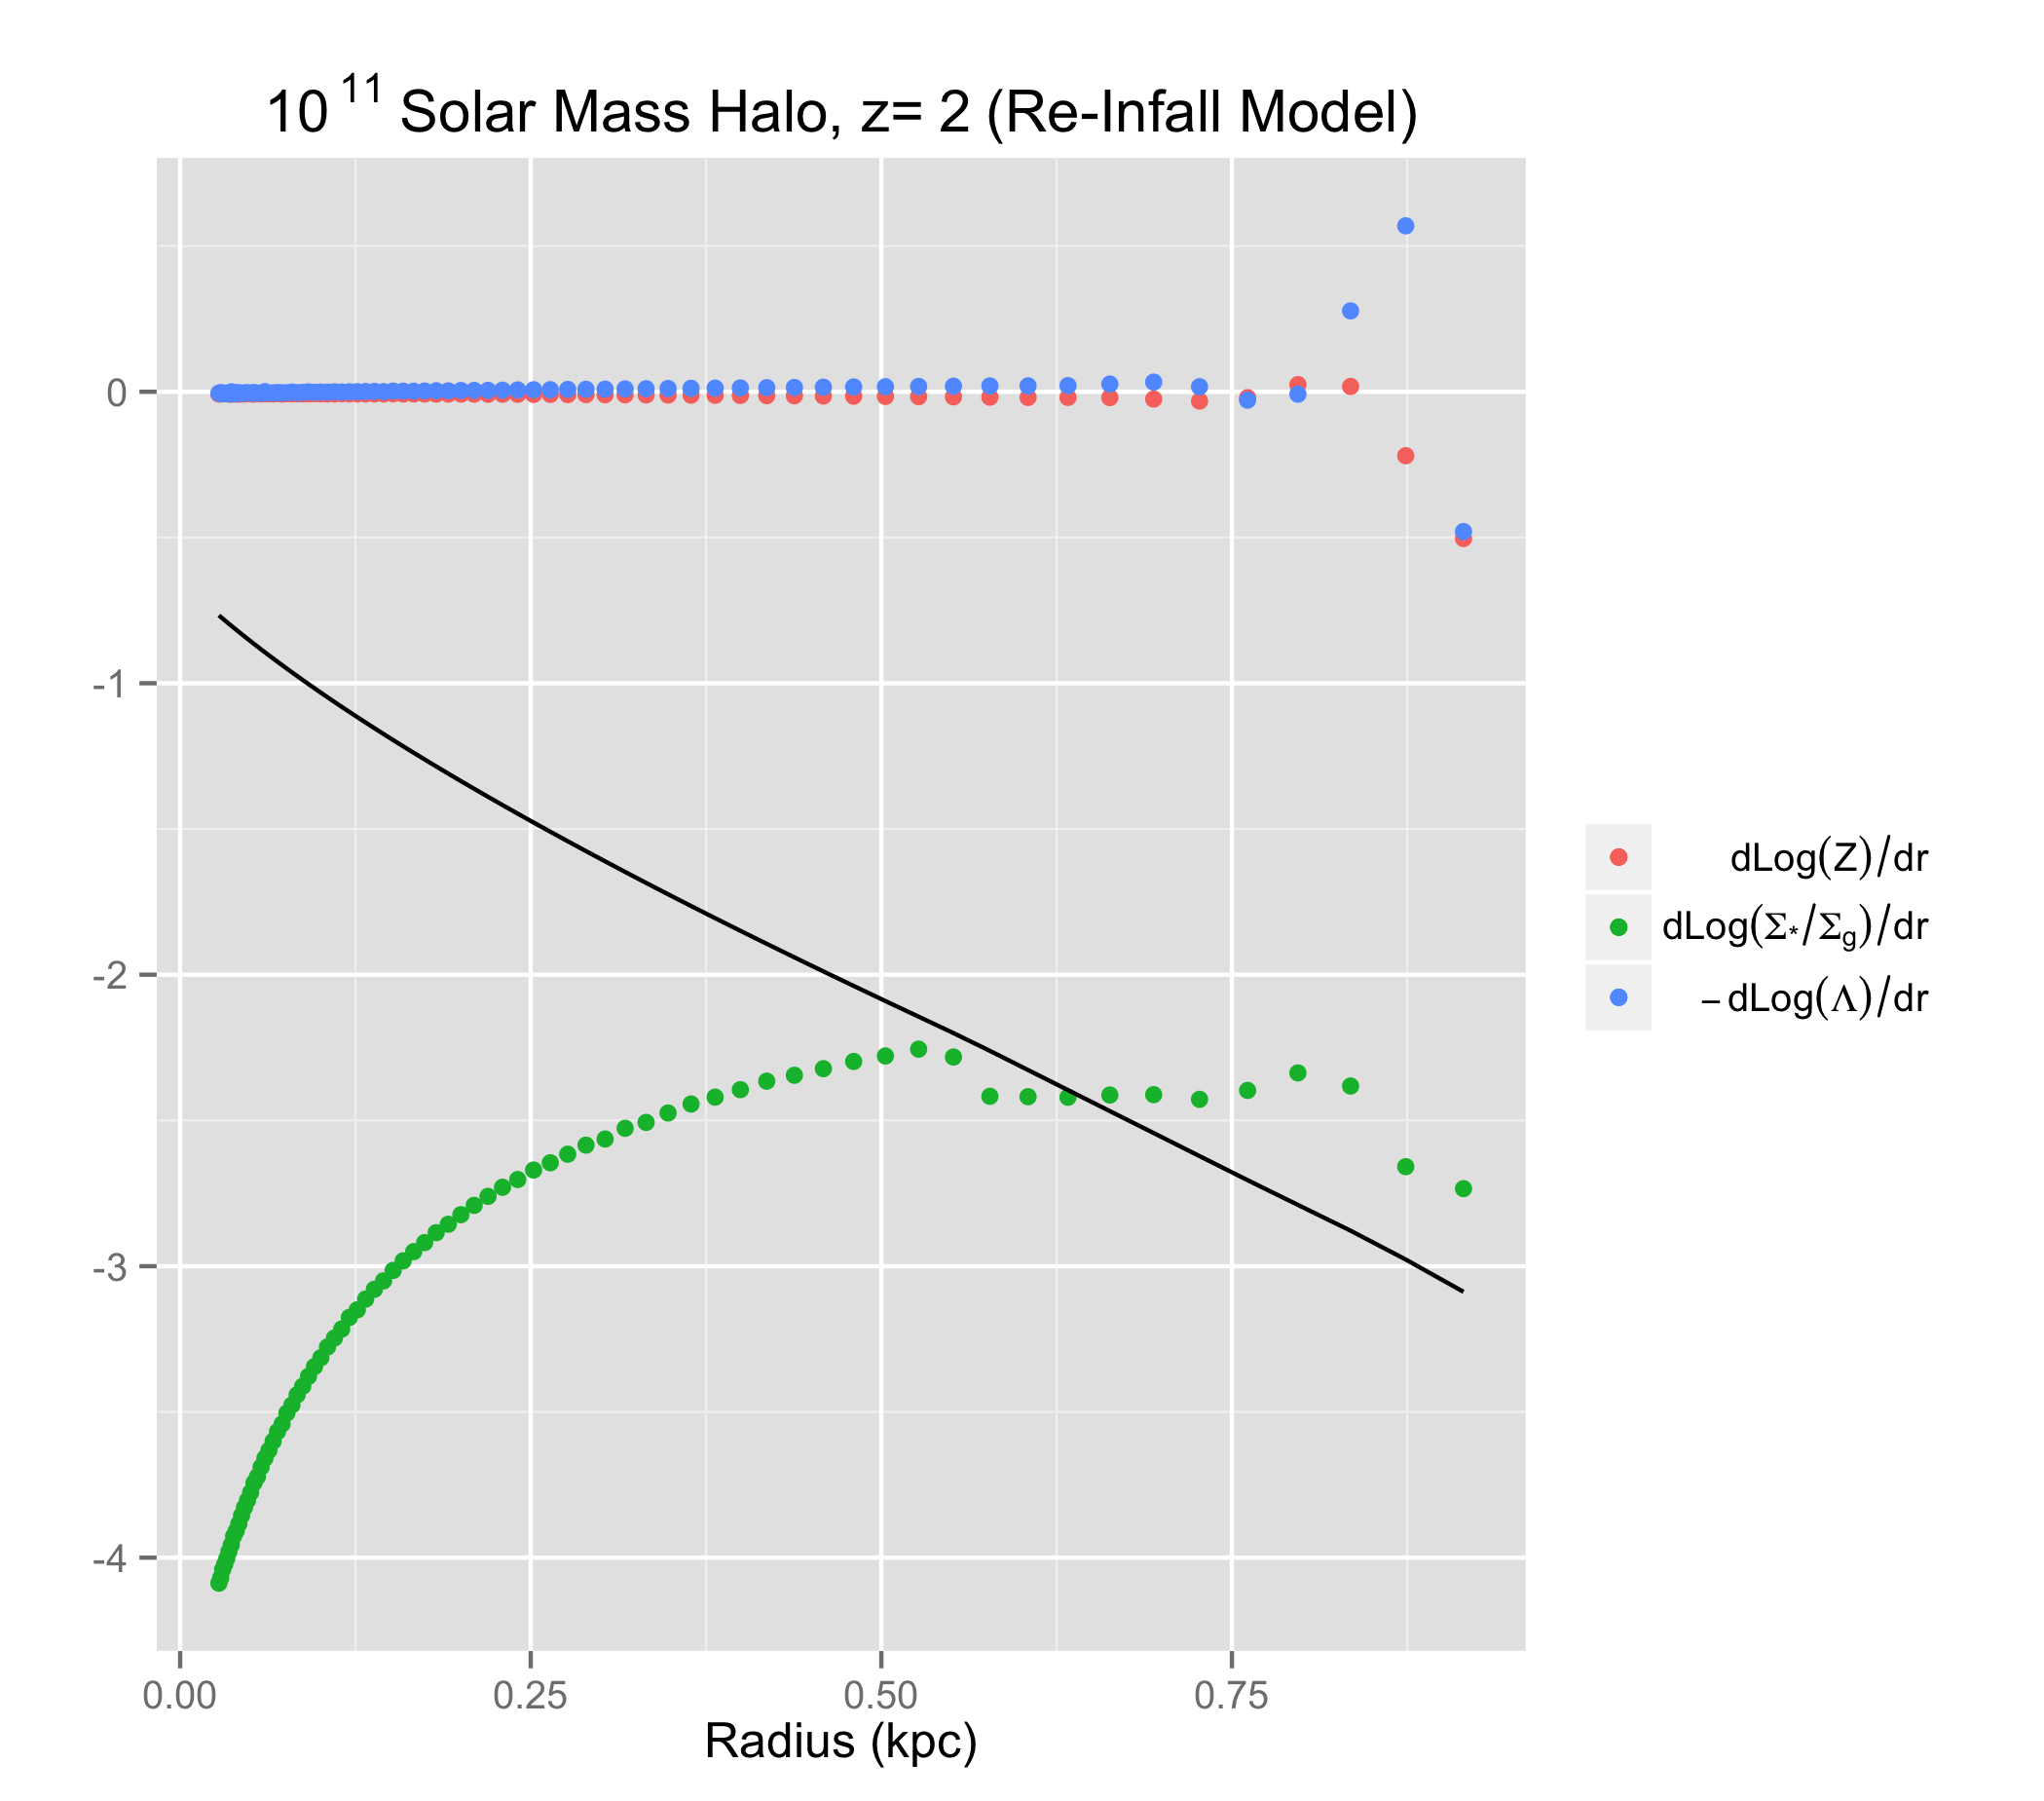 10^11 Solar Mass Halo, z= 2 (Re-Infall Model)
0
-1
-2
-3
-4
0.00 0.25 0.50 0.75
Radius (kpc)
dLog(Z)/dr
dLog(Σ*/Σg)/dr
− dLog(Λ)/dr